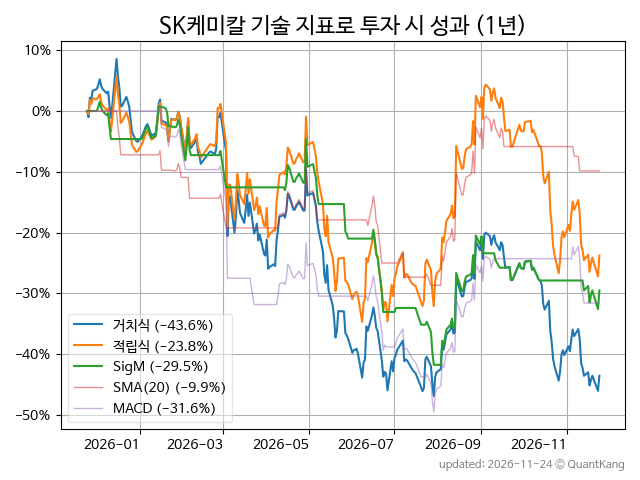 SK케미칼 기술 지표로 투자 시 성과 (1년)
10%
0%
−10%
−20%
−30%
−40%
−50%
거치식 (−43.6%)
적립식 (−23.8%)
SigM (−29.5%)
SMA(20) (−9.9%)
MACD (−31.6%)
2026−01 2026−03 2026−05 2026−07 2026−09 2026−11
updated: 2026−11−24 © QuantKang